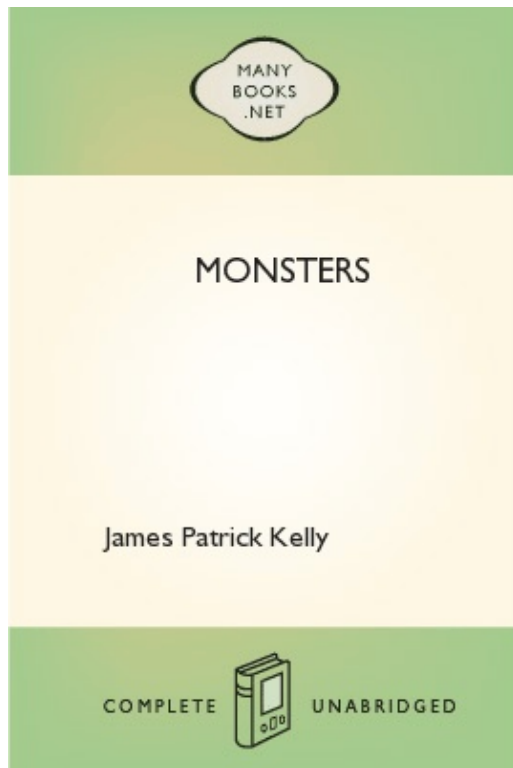 MANY
BOOKS
.NET
MONSTERS
James Patrick Kelly
COMPLETE UNABRIDGED